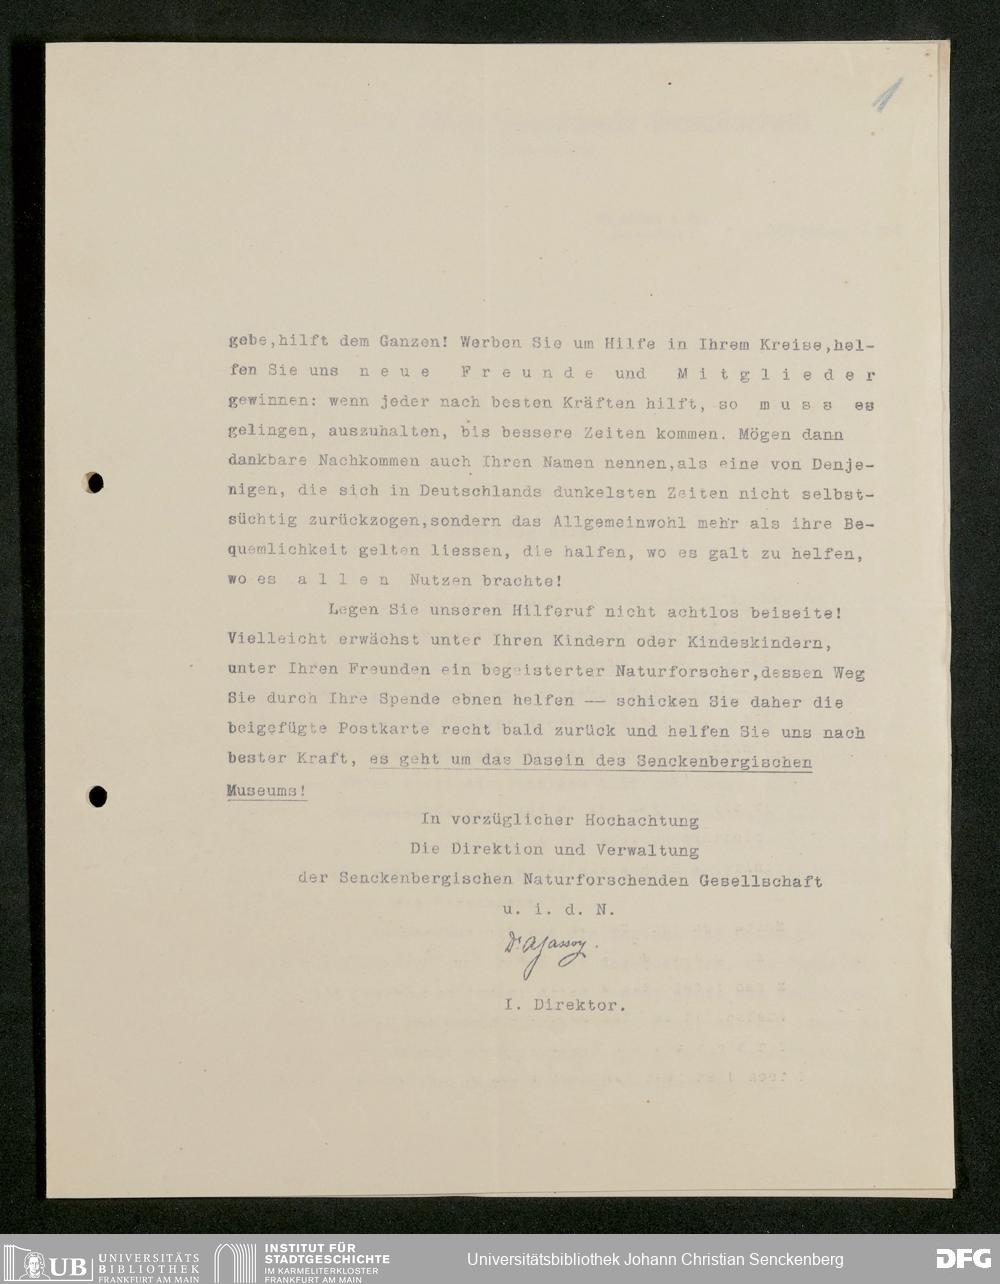 1
gebe,hilft dem Ganzen! Werben Sie um Hilfe in Ihrem Kreise,hel-
fen Sie uns n e u e F r e u n d e und M i t g l i e d e r
gewinnen: wenn jeder nach besten Kräften hilft, so m u s s es
gelingen, auszuhalten, bis bessere Zeiten kommen. Mögen dann
dankbare Nachkommen auch Ihren Namen nennen,als eine von Denje-
nigen, die sich in Deutschlands dunkelsten Zeiten nicht selbst-
süchtig zurückzogen,sondern das Allgemeinwohl mehr als ihre Be-
quemlichkeit gelten liessen, die halfen, wo es galt zu helfen,
wo es a l l e n Nutzen brachte!
Legen Sie unseren Hilferuf nicht achtlos beiseite!
Vielleicht erwächst unter Ihren Kindern oder Kindeskindern,
unter Ihren Freunden ein begeisterter Naturforscher,dessen Weg
Sie durch Ihre Spende ebnen helfen — schicken Sie daher die
beigefügte Postkarte recht bald zurück und helfen Sie uns nach
bester Kraft, es geht um das Dasein des Senckenbergischen
Museums!
In vorzüglicher Hochachtung
Die Direktion und Verwaltung
der Senckenbergischen Naturforschenden Gesellschaft
u. i. d. N.
Dr AJassoy.
I. Direktor.
UB UNIVERSITÄTS
BIBLIOTHEK
FRANKFURT AM MAIN
INSTITUT FÜR
STADTGESCHICHTE
IM KARMELITERKLOSTER
FRANKFURT AM MAIN
Universitätsbibliothek Johann Christian Senckenberg
DFG